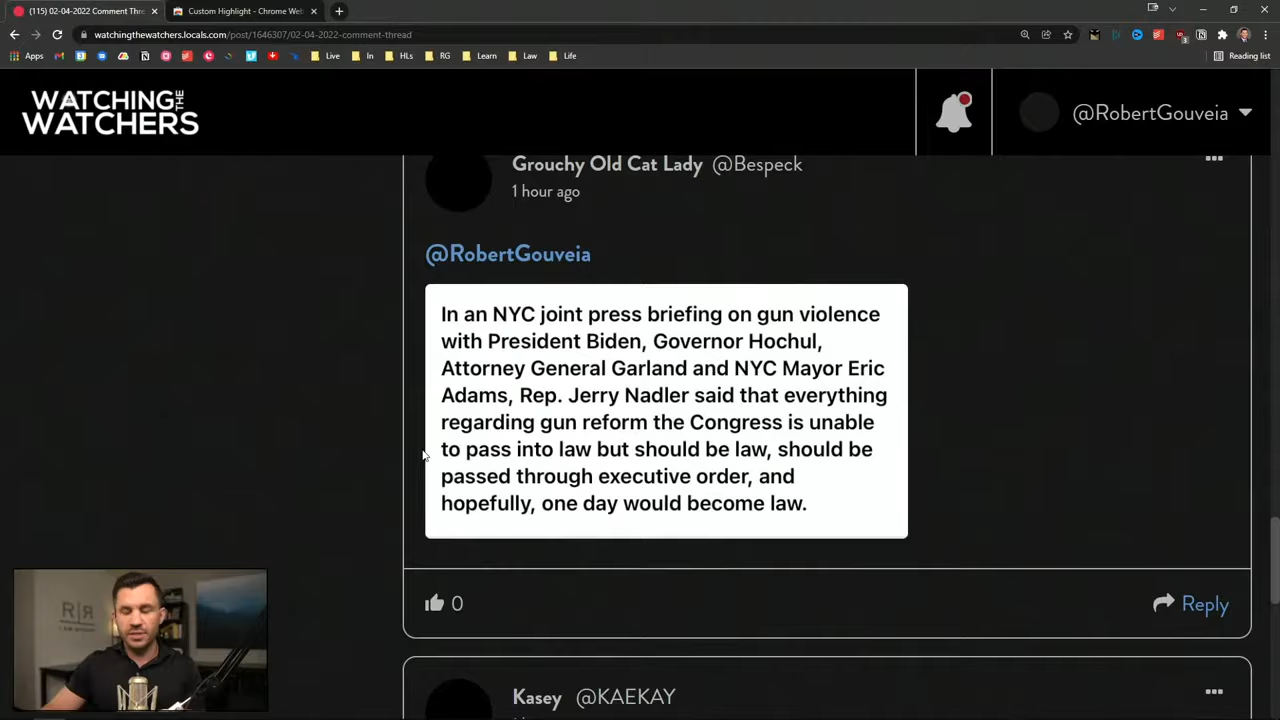 (115) 02-04-2022 Comment Thre
Custom Highlight - Chrome Web
watchingthewatchers.locals.com/post/1646307/02-04-2022-comment-thread
Apps
Live
In
HLs
RG
Learn
Law
Life
Reading list
WATCHING THE
WATCHERS
@RobertGouveia
Grouchy Old Cat Lady @Bespeck
1 hour ago
@RobertGouveia
In an NYC joint press briefing on gun violence
with President Biden, Governor Hochul,
Attorney General Garland and NYC Mayor Eric
Adams, Rep. Jerry Nadler said that everything
regarding gun reform the Congress is unable
to pass into law but should be law, should be
passed through executive order, and
hopefully, one day would become law.
0
Reply
R|R
Kasey @KAEKAY